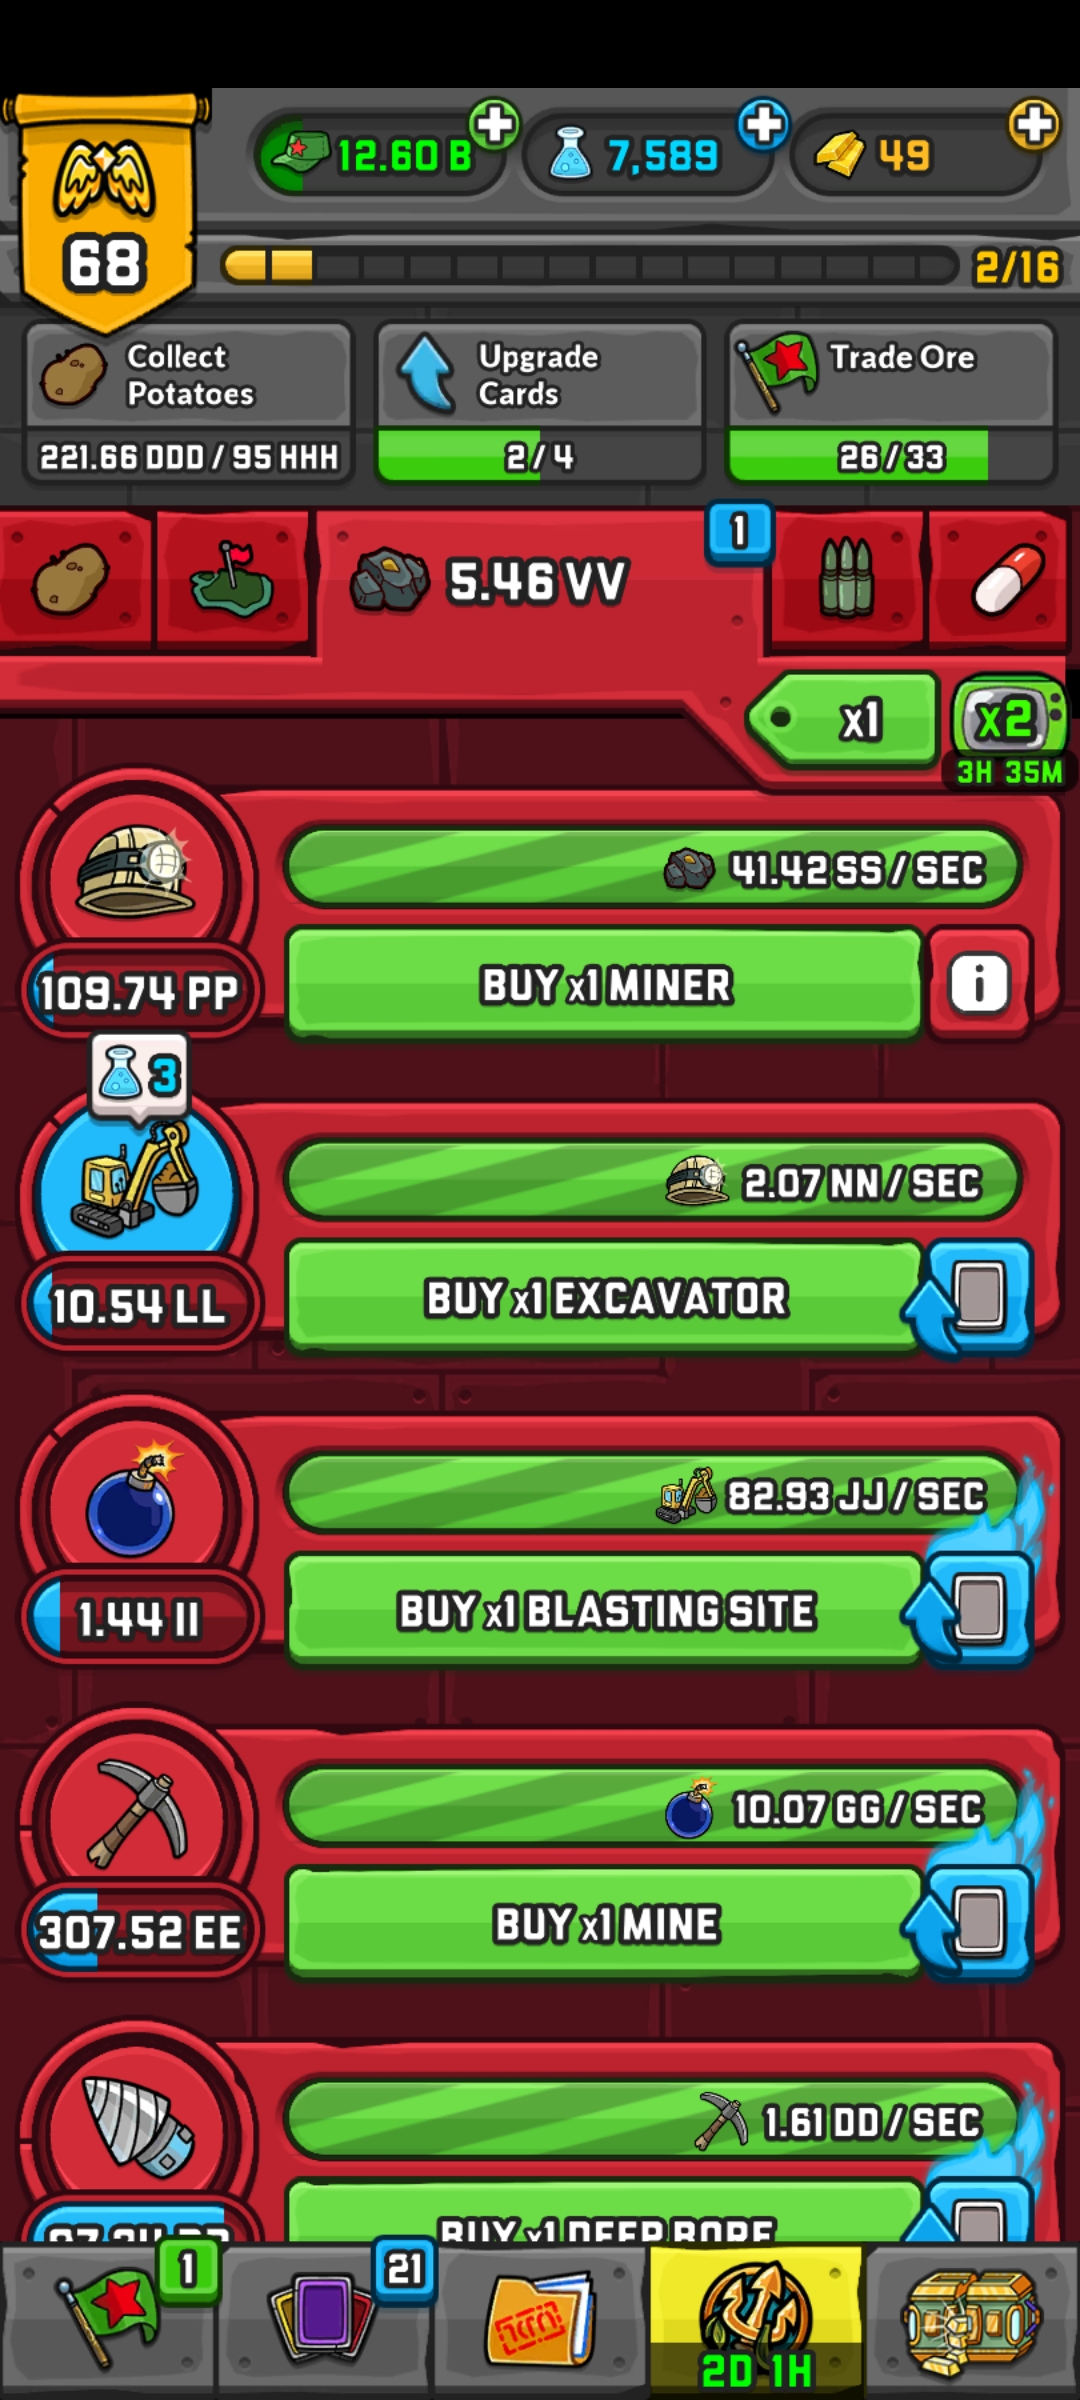 12.60 B
7,589
49
68
2/16
Collect
Potatoes
Upgrade
Cards
Trade Ore
221.66 DDD / 95 HHH
2/4
26/33
5.46 VV
1
x1
x2
3H 35M
41.42 SS / SEC
109.74 PP
BUY x1 MINER
i
3
2.07 NN / SEC
10.54 LL
BUY x1 EXCAVATOR
82.93 JJ / SEC
1.44 II
BUY x1 BLASTING SITE
10.07 GG / SEC
307.52 EE
BUY x1 MINE
1.61 DD / SEC
BUY x1 DEEP BORE
1
21
2D 1H